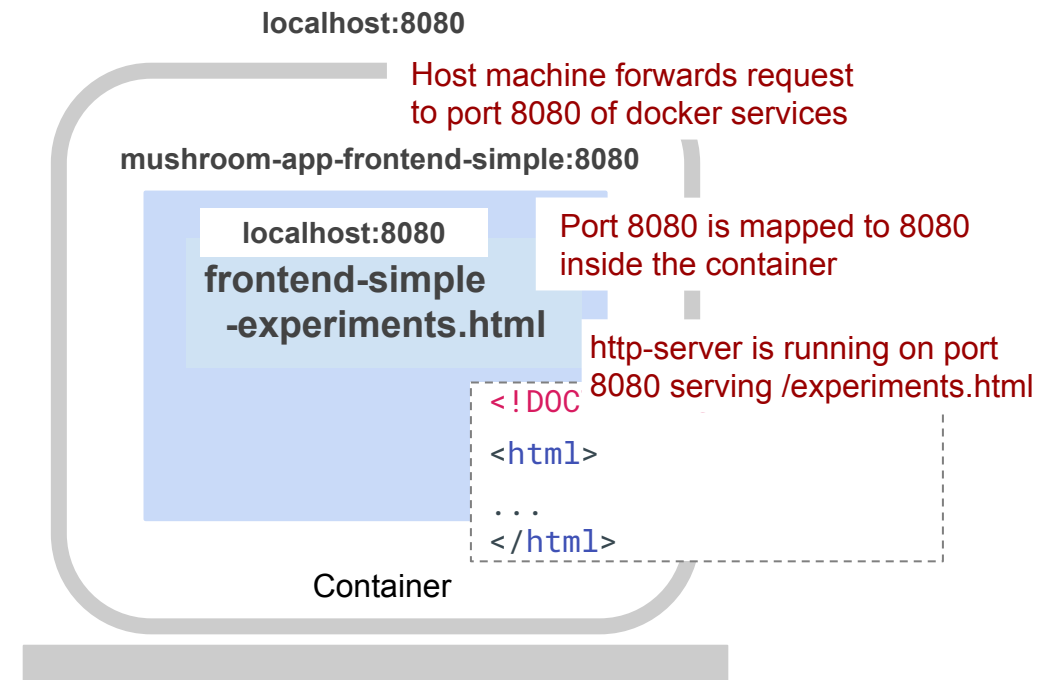 localhost:8080
Host machine forwards request
to port 8080 of docker services
mushroom-app-frontend-simple:8080
localhost:8080
Port 8080 is mapped to 8080
inside the container
frontend-simple
-experiments.html
http-server is running on port
8080 serving /experiments.html
<!DOC
<html>
...
</html>
Container